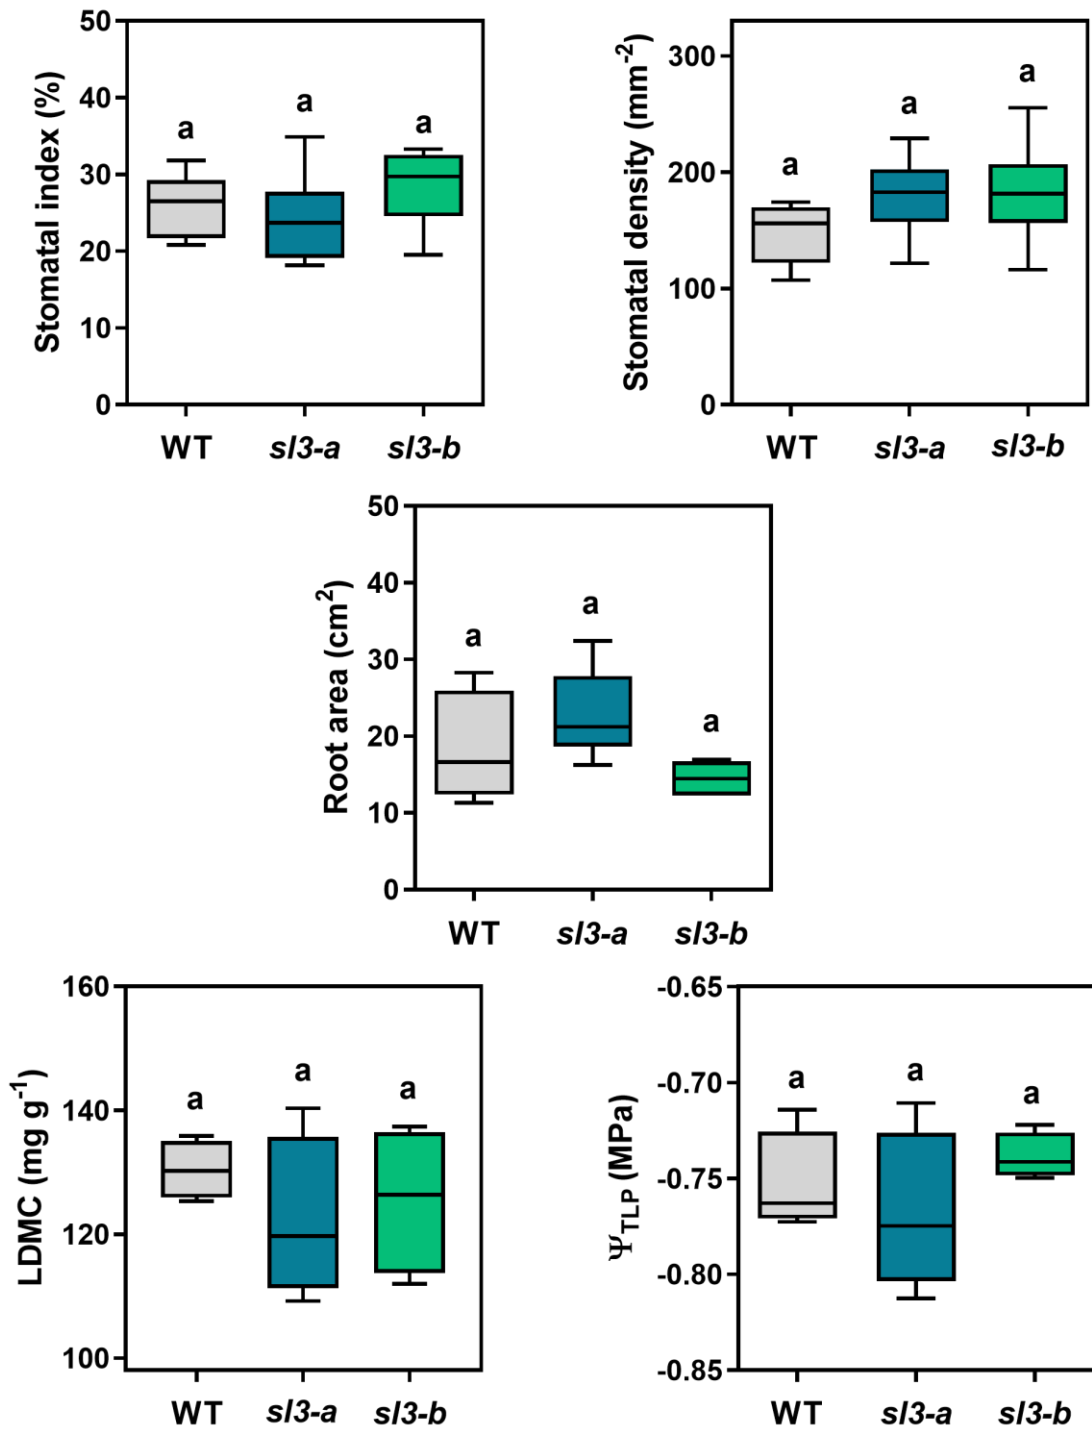 Stomatal index (%)
50
40
30
20
10
0
a
a
a
WT
sl3-a
sl3-b
Stomatal density (mm⁻²)
300
200
100
0
a
a
a
WT
sl3-a
sl3-b
Root area (cm²)
50
40
30
20
10
0
a
a
a
WT
sl3-a
sl3-b
LDMC (mg g⁻¹)
160
140
120
100
a
a
a
WT
sl3-a
sl3-b
Ψ_TLP (MPa)
-0.65
-0.70
-0.75
-0.80
-0.85
a
a
a
WT
sl3-a
sl3-b